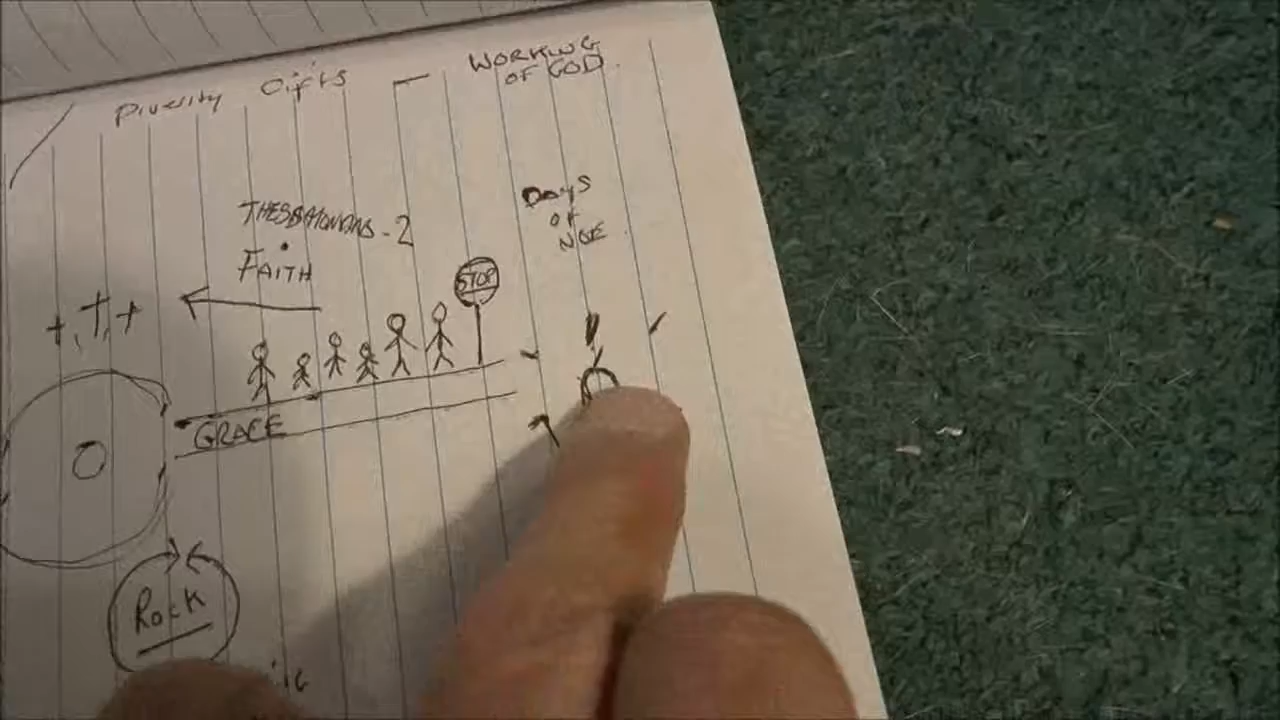 Diversity Gifts — WORKING
OF GOD.
THESSALONIANS - 2
FAITH
DAYS
OF
NOE.
STOP
GRACE
ROCK